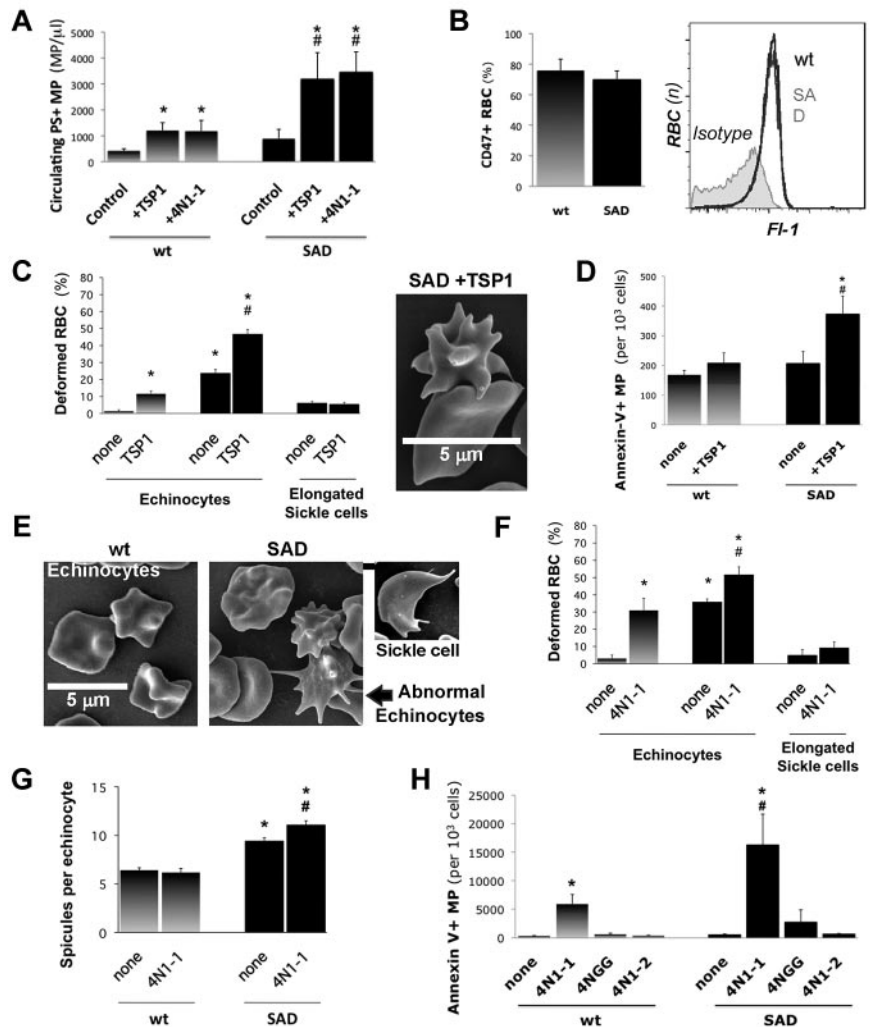 A
Circulating PS+ MP (MP/µl)
5000
4000
3000
2000
1000
0
*
*
*
#
*
#
Control
+TSP1
+4N1-1
Control
+TSP1
+4N1-1
wt
SAD
B
CD47+ RBC (%)
100
80
60
40
20
0
wt
SAD
RBC (n)
Isotype
wt
SA
D
Fl-1
C
Deformed RBC (%)
80
70
60
50
40
30
20
10
0
*
*
*
#
none
TSP1
none
TSP1
none
TSP1
Echinocytes
Elongated
Sickle cells
SAD +TSP1
5 µm
D
Annexin-V+ MP (per 10³ cells)
500
400
300
200
100
0
*
#
none
+TSP1
none
+TSP1
wt
SAD
E
wt
SAD
Echinocytes
5 µm
Sickle cell
Abnormal
Echinocytes
F
Deformed RBC (%)
80
70
60
50
40
30
20
10
0
*
*
*
#
none
4N1-1
none
4N1-1
none
4N1-1
Echinocytes
Elongated
Sickle cells
G
Spicules per echinocyte
15
10
5
0
*
*
#
none
4N1-1
none
4N1-1
wt
SAD
H
Annexin V+ MP (per 10³ cells)
25000
20000
15000
10000
5000
0
*
*
#
none
4N1-1
4NGG
4N1-2
none
4N1-1
4NGG
4N1-2
wt
SAD